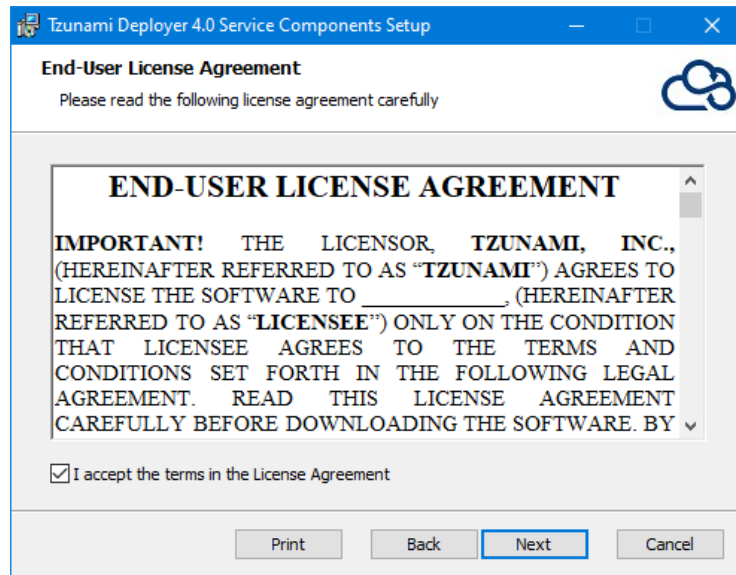 Tzunami Deployer 4.0 Service Components Setup
End-User License Agreement
Please read the following license agreement carefully
END-USER LICENSE AGREEMENT
IMPORTANT! THE LICENSOR, TZUNAMI, INC.,
(HEREINAFTER REFERRED TO AS “TZUNAMI”) AGREES TO
LICENSE THE SOFTWARE TO _____________, (HEREINAFTER
REFERRED TO AS “LICENSEE”) ONLY ON THE CONDITION
THAT LICENSEE AGREES TO THE TERMS AND
CONDITIONS SET FORTH IN THE FOLLOWING LEGAL
AGREEMENT. READ THIS LICENSE AGREEMENT
CAREFULLY BEFORE DOWNLOADING THE SOFTWARE. BY
I accept the terms in the License Agreement
Print Back Next Cancel